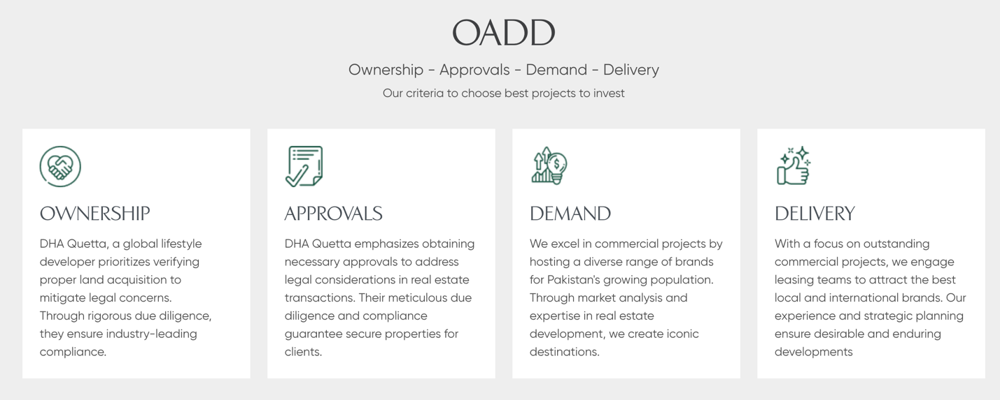 OADD
Ownership - Approvals - Demand - Delivery
Our criteria to choose best projects to invest
OWNERSHIP
DHA Quetta, a global lifestyle
developer prioritizes verifying
proper land acquisition to
mitigate legal concerns.
Through rigorous due diligence,
they ensure industry-leading
compliance.
APPROVALS
DHA Quetta emphasizes obtaining
necessary approvals to address
legal considerations in real estate
transactions. Their meticulous due
diligence and compliance
guarantee secure properties for
clients.
DEMAND
We excel in commercial projects by
hosting a diverse range of brands
for Pakistan's growing population.
Through market analysis and
expertise in real estate
development, we create iconic
destinations.
DELIVERY
With a focus on outstanding
commercial projects, we engage
leasing teams to attract the best
local and international brands. Our
experience and strategic planning
ensure desirable and enduring
developments